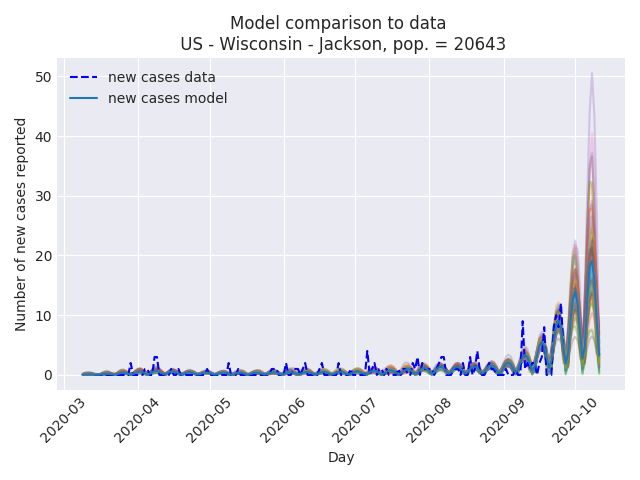 Model comparison to data
US - Wisconsin - Jackson, pop. = 20643
new cases data
new cases model
Number of new cases reported
50
40
30
20
10
0
2020-03
2020-04
2020-05
2020-06
2020-07
2020-08
2020-09
2020-10
Day